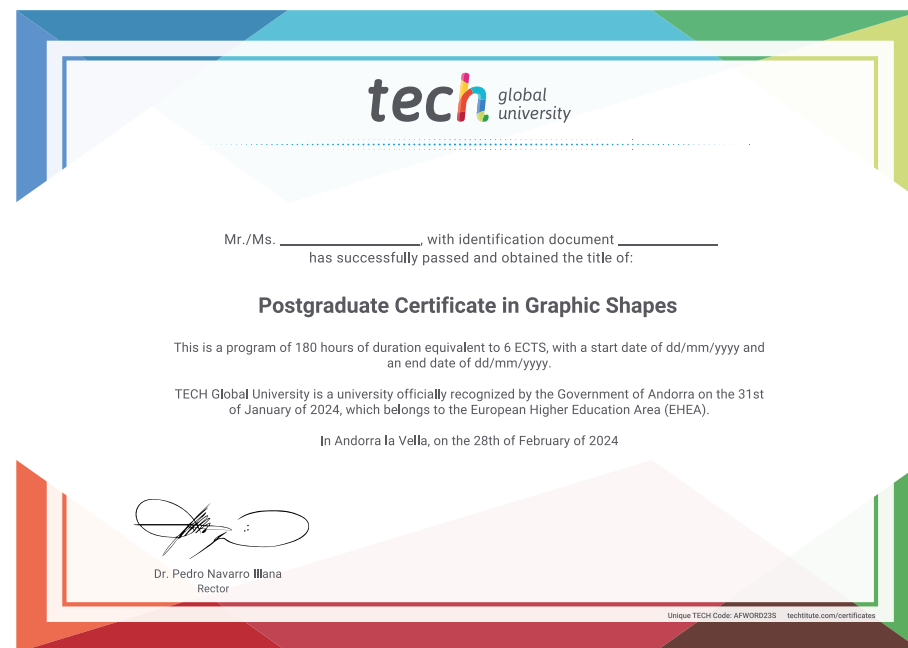 tech global university
Mr./Ms. ____________, with identification document ____________
has successfully passed and obtained the title of:
Postgraduate Certificate in Graphic Shapes
This is a program of 180 hours of duration equivalent to 6 ECTS, with a start date of dd/mm/yyyy and
an end date of dd/mm/yyyy.
TECH Global University is a university officially recognized by the Government of Andorra on the 31st
of January of 2024, which belongs to the European Higher Education Area (EHEA).
In Andorra la Vella, on the 28th of February of 2024
Dr. Pedro Navarro Illana
Rector
Unique TECH Code: AFWORD23S techtitute.com/certificates